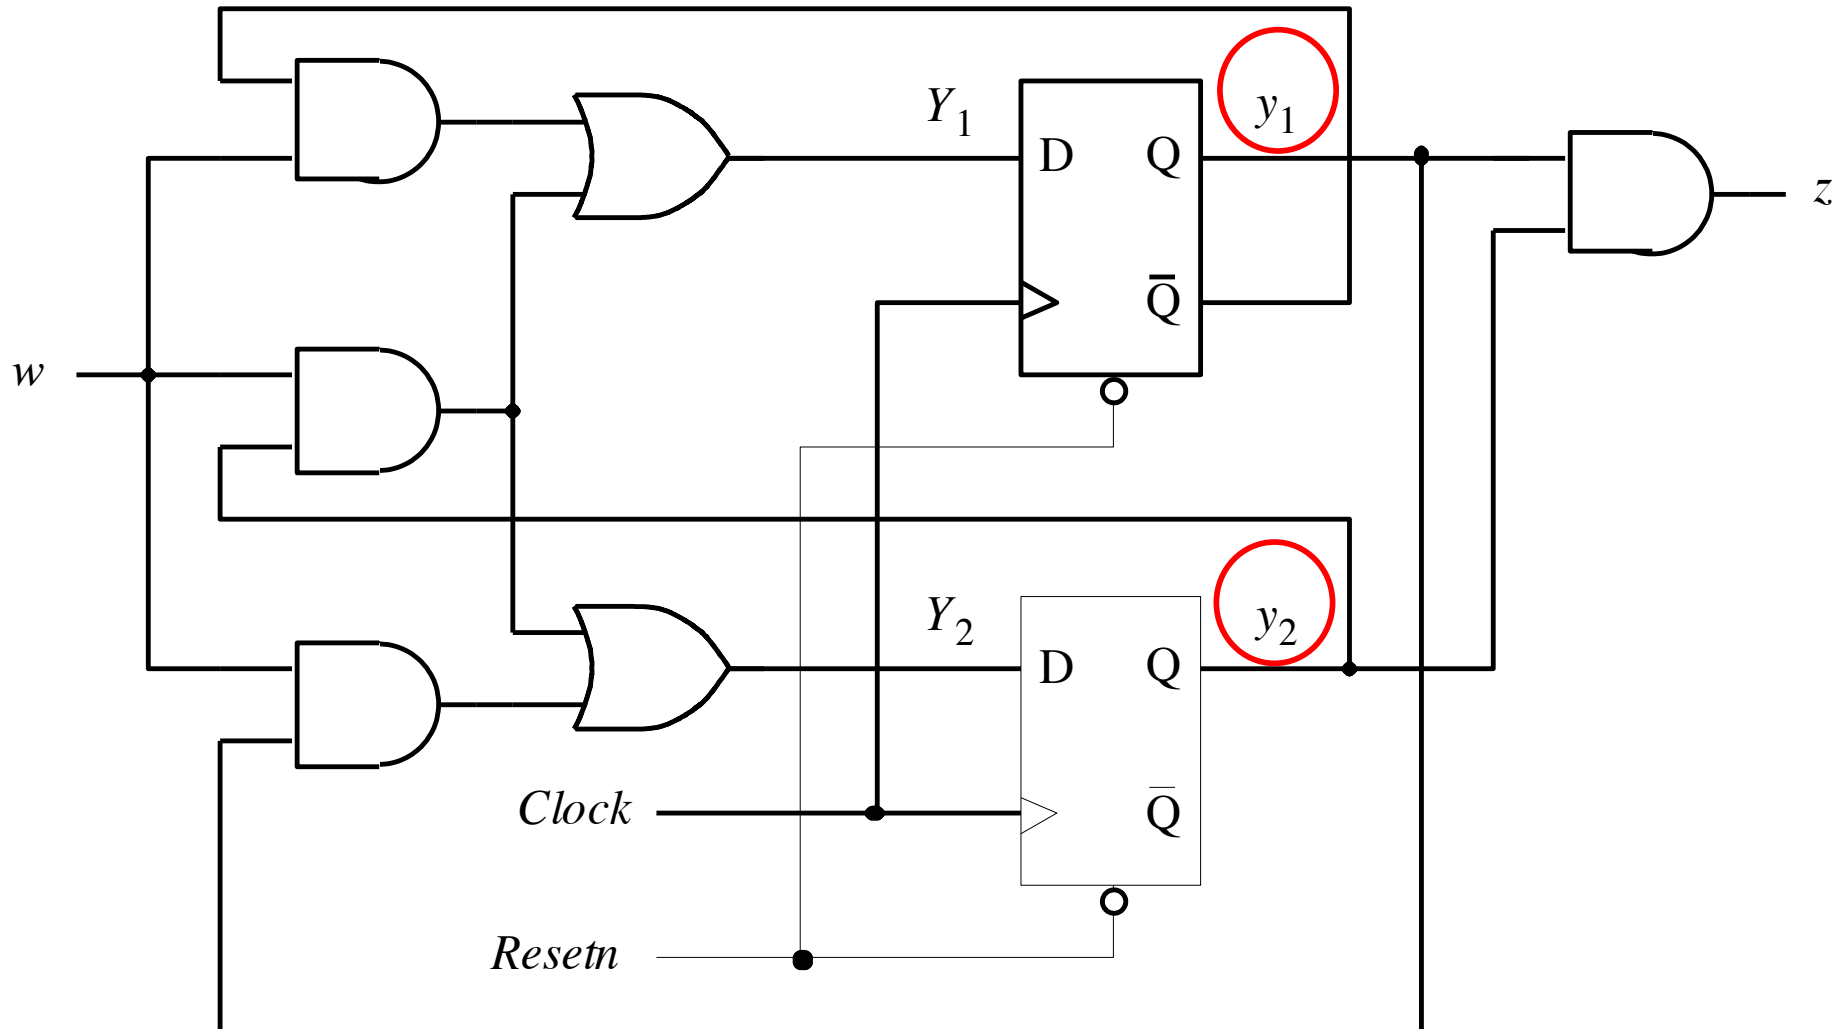 Y₁ y₁
D Q z
Q̅
w
Y₂ y₂
D Q
Clock Q̅
Resetn